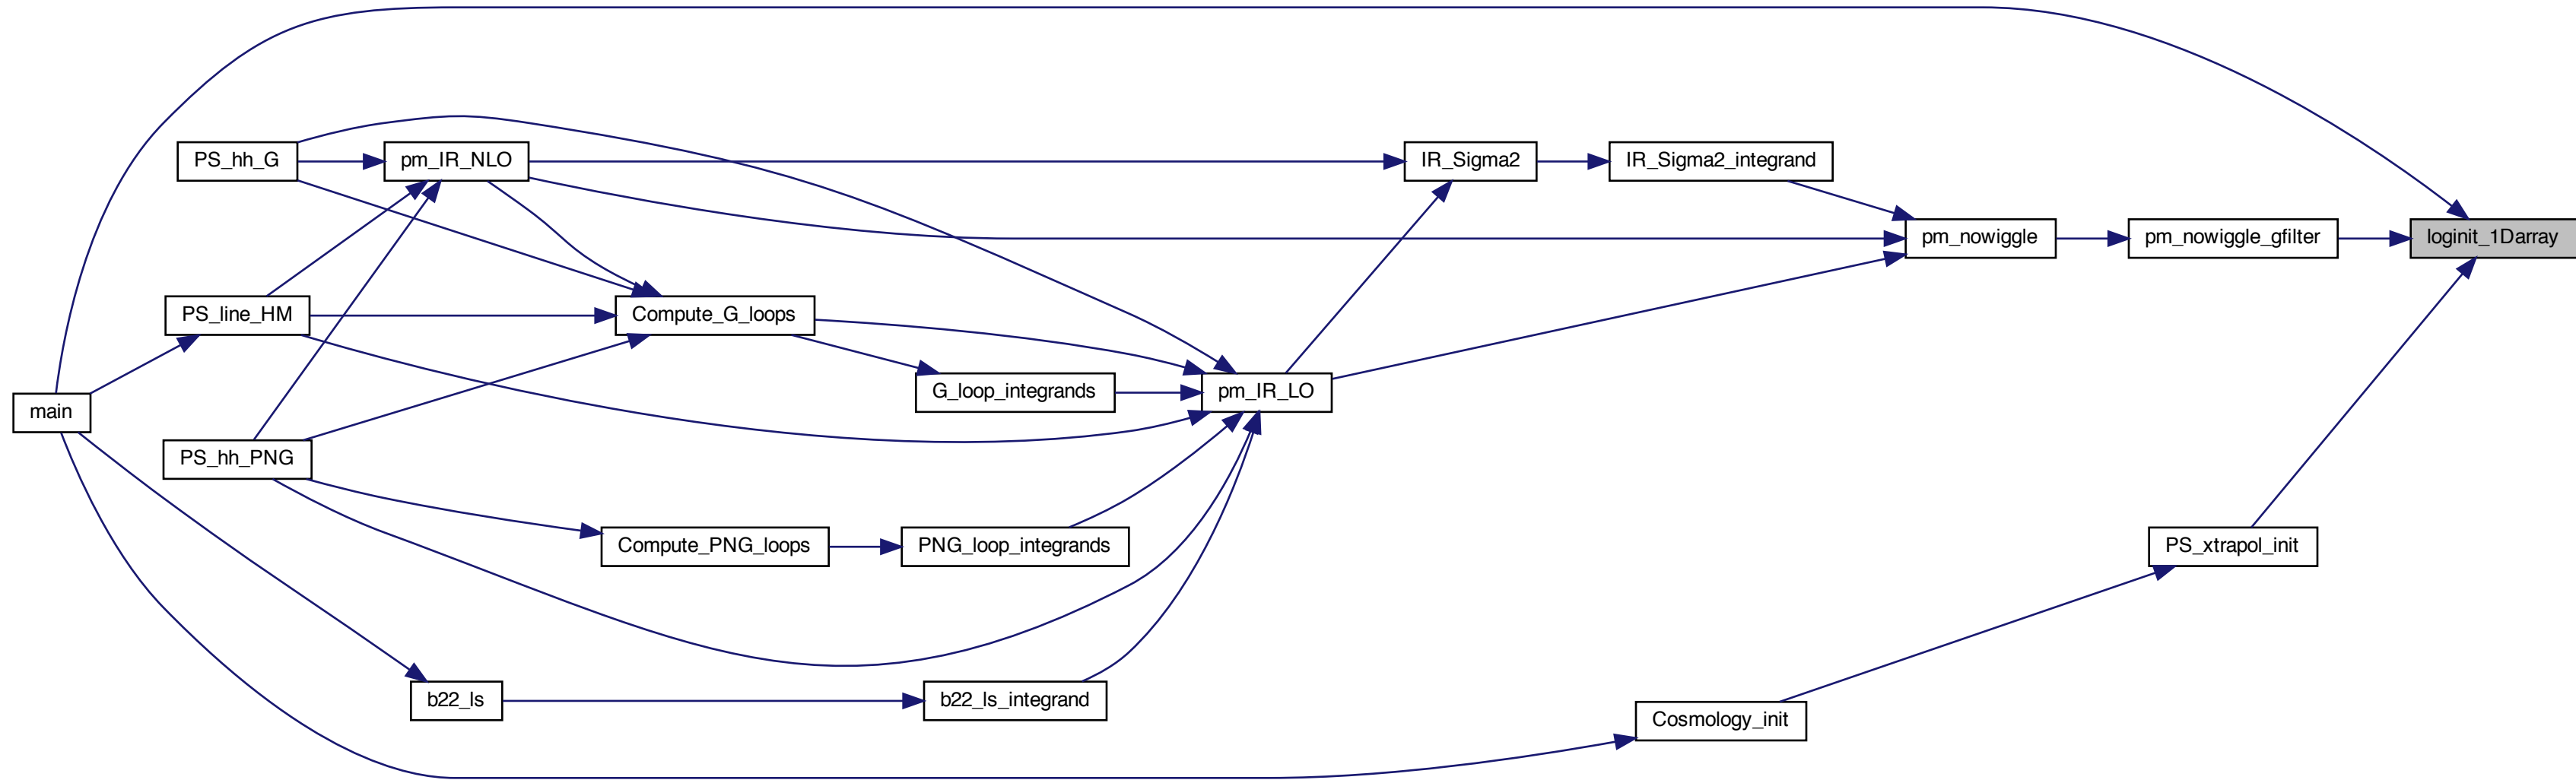 PS_hh_G
pm_IR_NLO
IR_Sigma2
IR_Sigma2_integrand
pm_nowiggle
pm_nowiggle_gfilter
loginit_1Darray
PS_line_HM
Compute_G_loops
main
G_loop_integrands
pm_IR_LO
PS_hh_PNG
Compute_PNG_loops
PNG_loop_integrands
PS_xtrapol_init
b22_ls
b22_ls_integrand
Cosmology_init